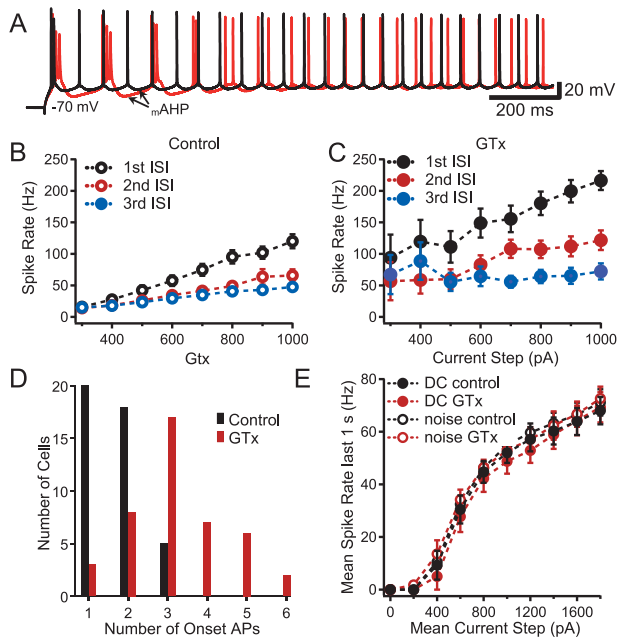 A
-70 mV
mAHP
20 mV
200 ms
B
Control
1st ISI
2nd ISI
3rd ISI
Spike Rate (Hz)
250
200
150
100
50
0
400
600
800
1000
Gtx
C
GTx
1st ISI
2nd ISI
3rd ISI
Spike Rate (Hz)
250
200
150
100
50
0
400
600
800
1000
Current Step (pA)
D
Control
GTx
Number of Cells
20
15
10
5
0
1
2
3
4
5
6
Number of Onset APs
E
DC control
DC GTx
noise control
noise GTx
Mean Spike Rate last 1 s (Hz)
80
60
40
20
0
0
400
800
1200
1600
Mean Current Step (pA)